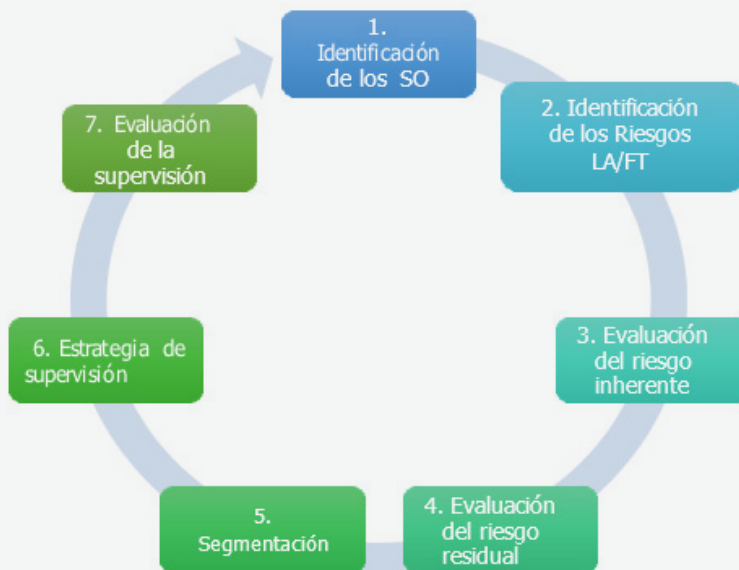 1.
Identificación
de los SO
2. Identificación
de los Riesgos
LA/FT
3. Evaluación
del riesgo
inherente
4. Evaluación
del riesgo
residual
5.
Segmentación
6. Estrategia de
supervisión
7. Evaluación
de la
supervisión